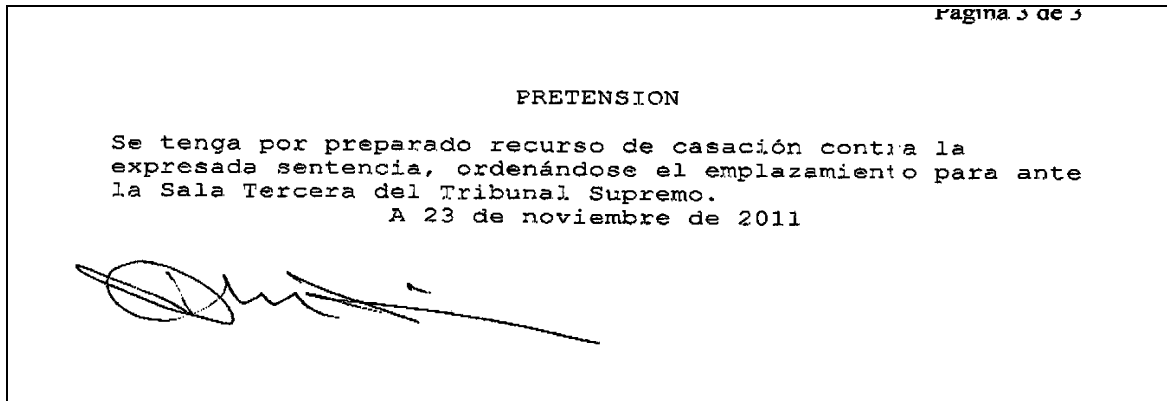 Página 3 de 3
PRETENSION
Se tenga por preparado recurso de casación contra la
expresada sentencia, ordenándose el emplazamiento para ante
la Sala Tercera del Tribunal Supremo.
A 23 de noviembre de 2011